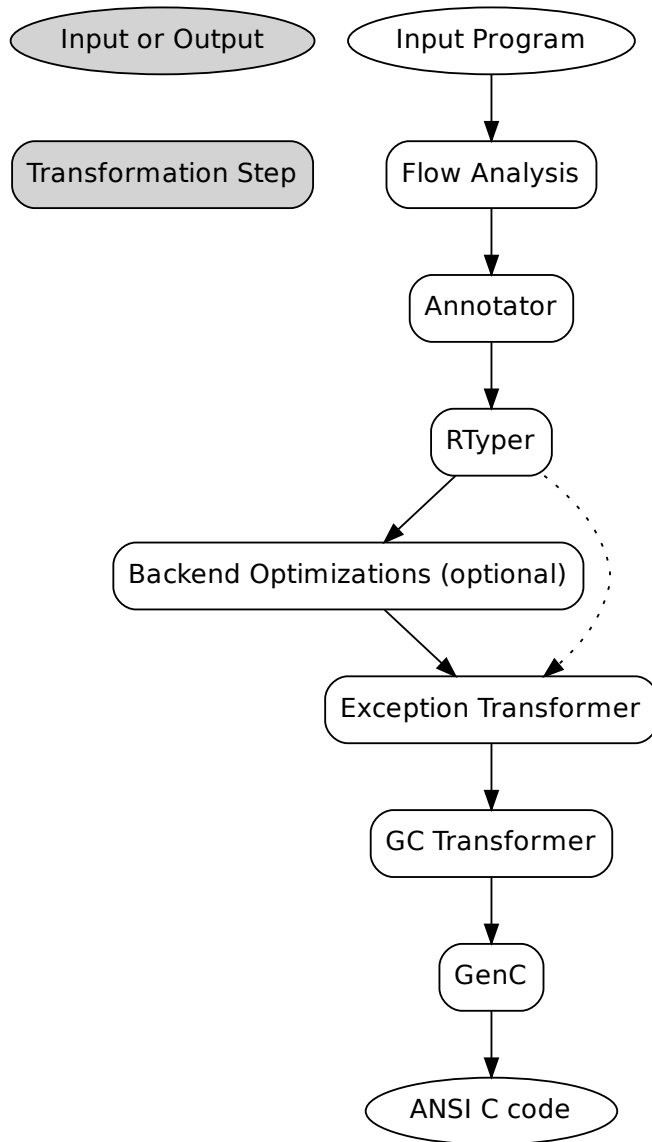 Input or Output
Input Program
Transformation Step
Flow Analysis
Annotator
RTyper
Backend Optimizations (optional)
Exception Transformer
GC Transformer
GenC
ANSI C code